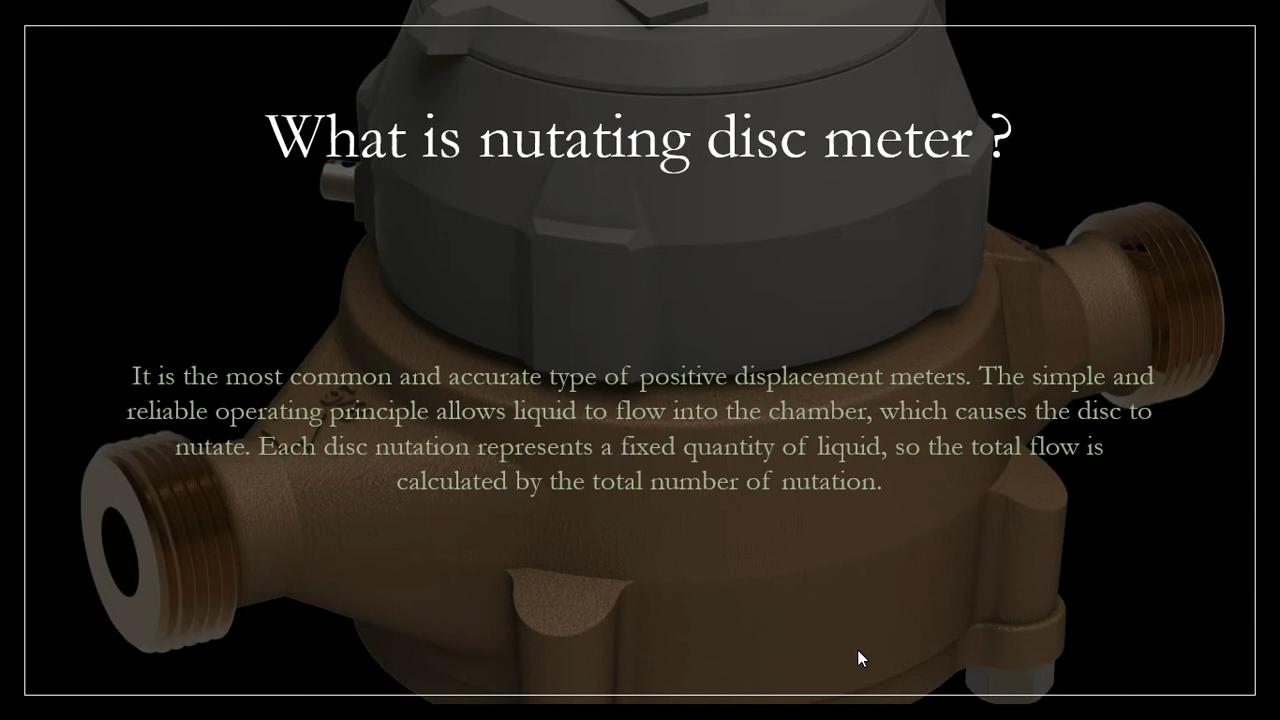 What is nutating disc meter ?
It is the most common and accurate type of positive displacement meters. The simple and
reliable operating principle allows liquid to flow into the chamber, which causes the disc to
nutate. Each disc nutation represents a fixed quantity of liquid, so the total flow is
calculated by the total number of nutation.